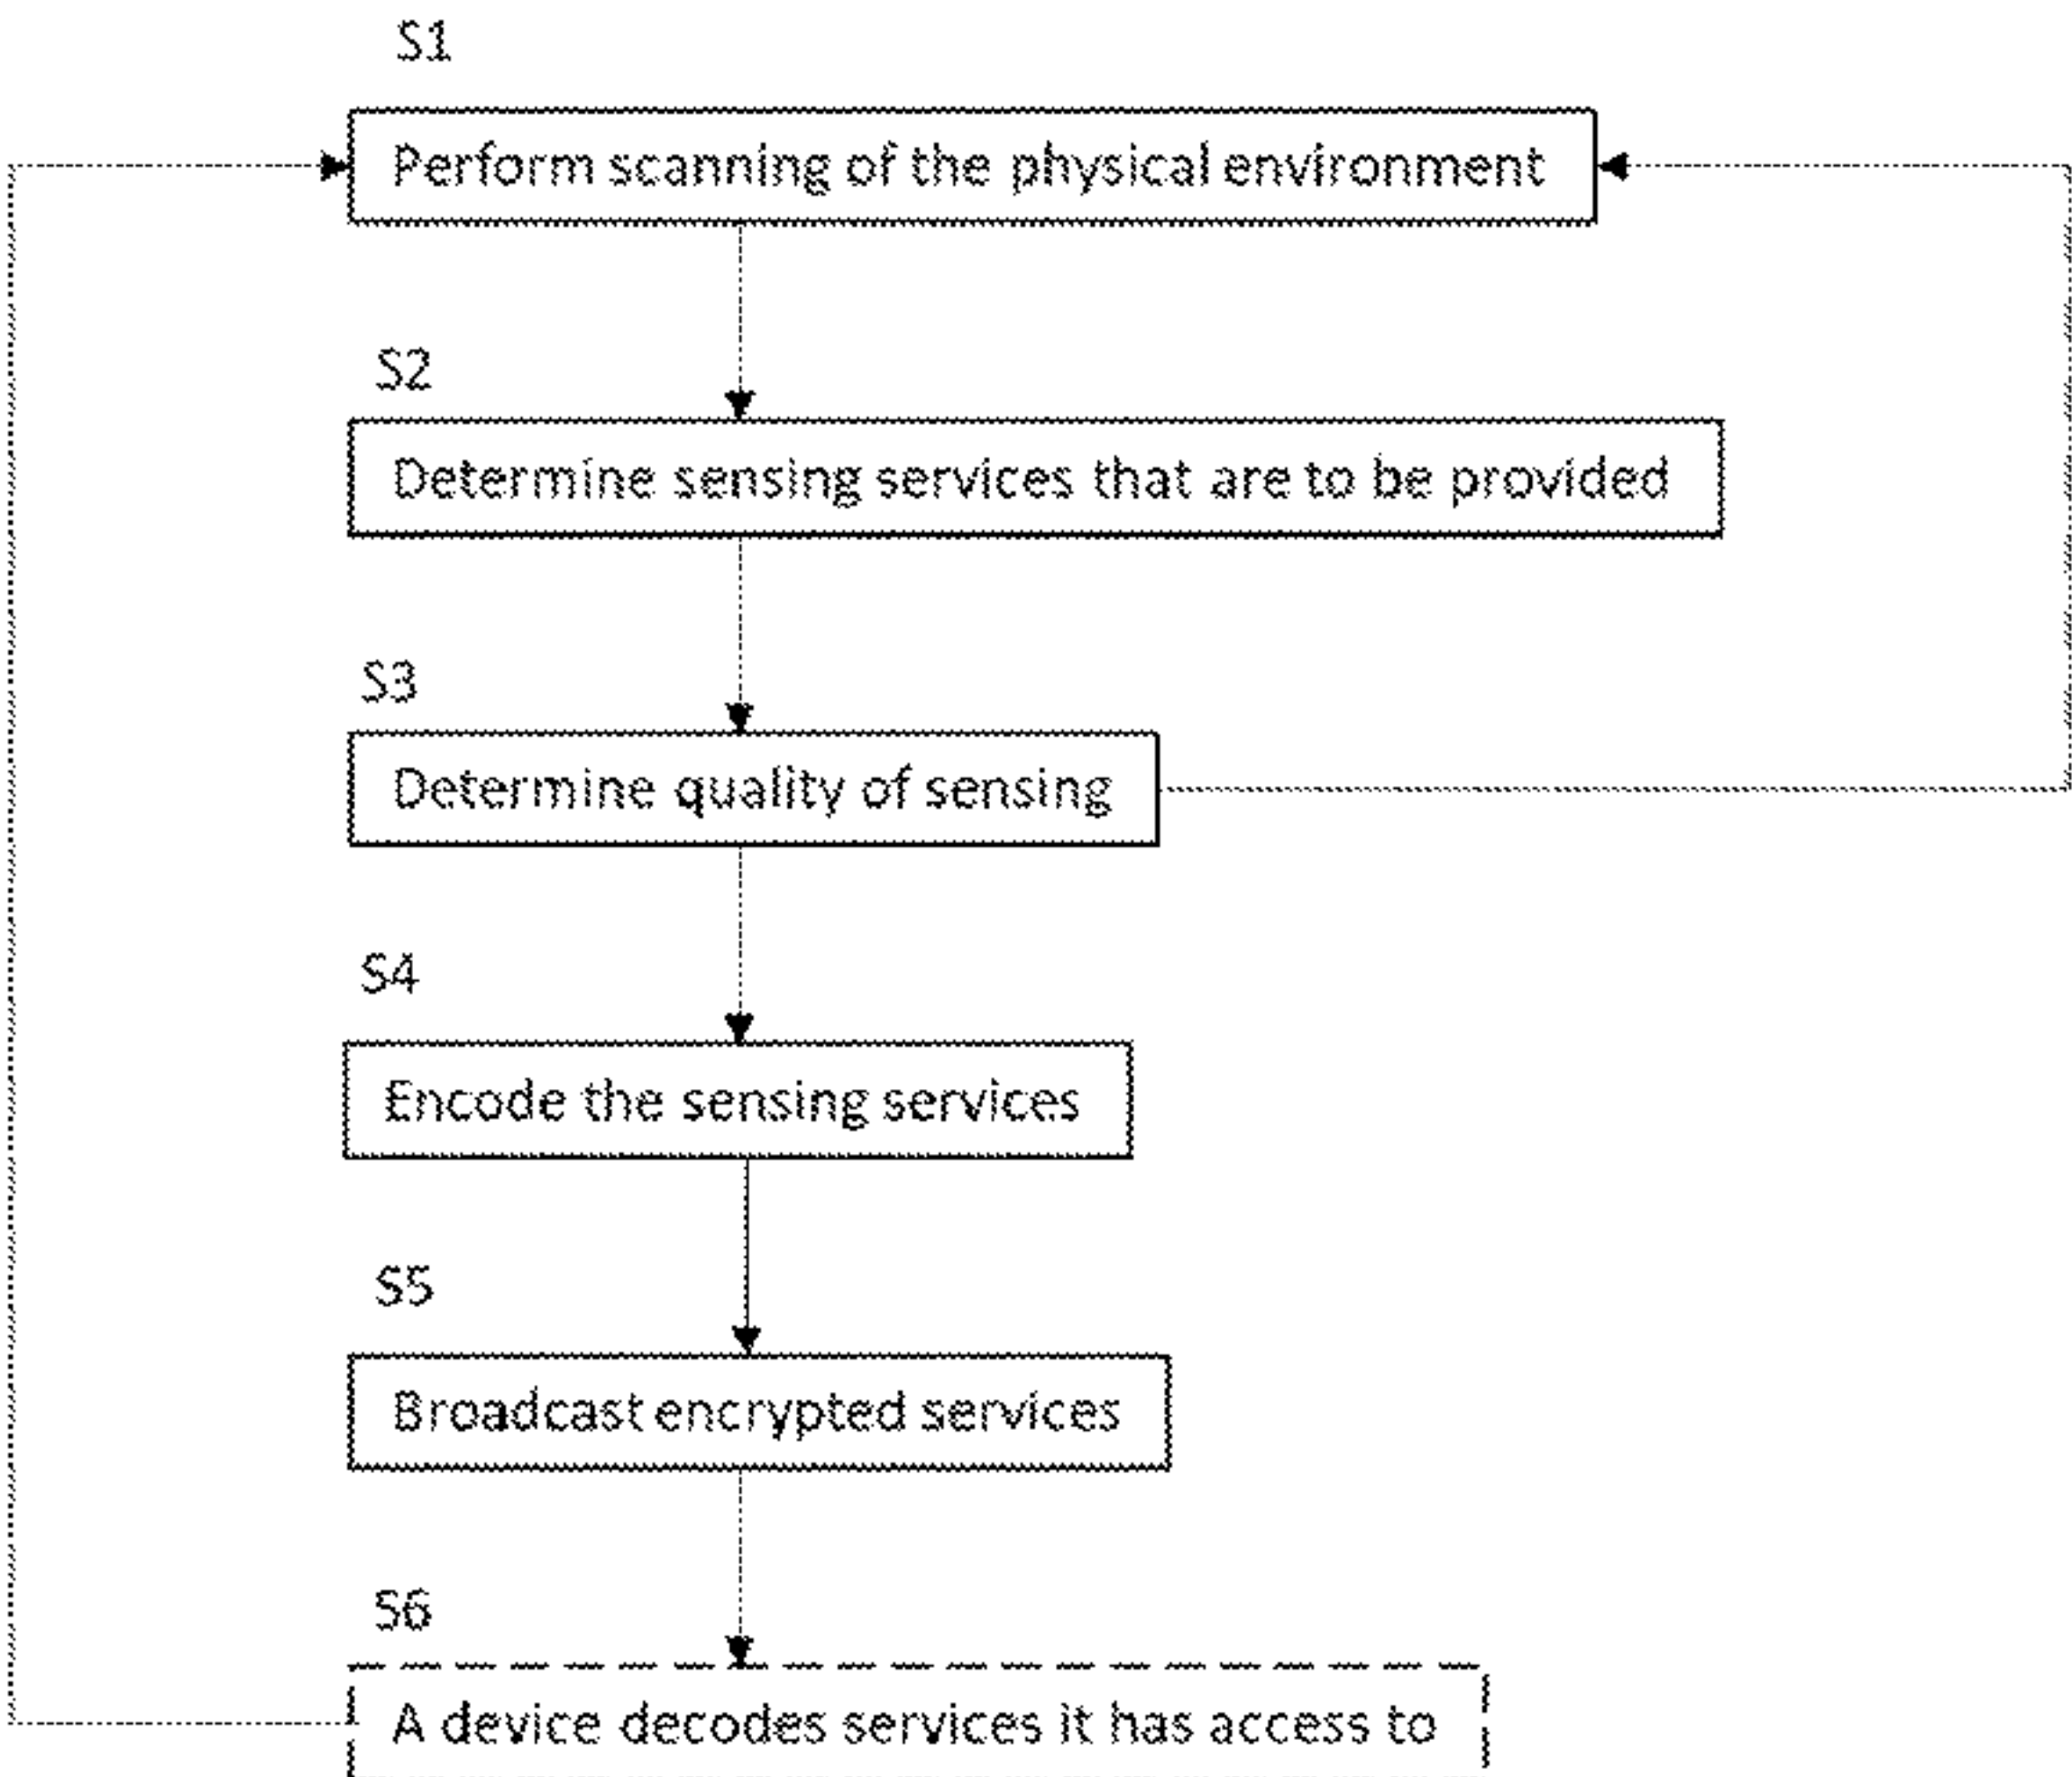 S1
Perform scanning of the physical environment
S2
Determine sensing services that are to be provided
S3
Determine quality of sensing
S4
Encode the sensing services
S5
Broadcast encrypted services
S6
A device decodes services it has access to